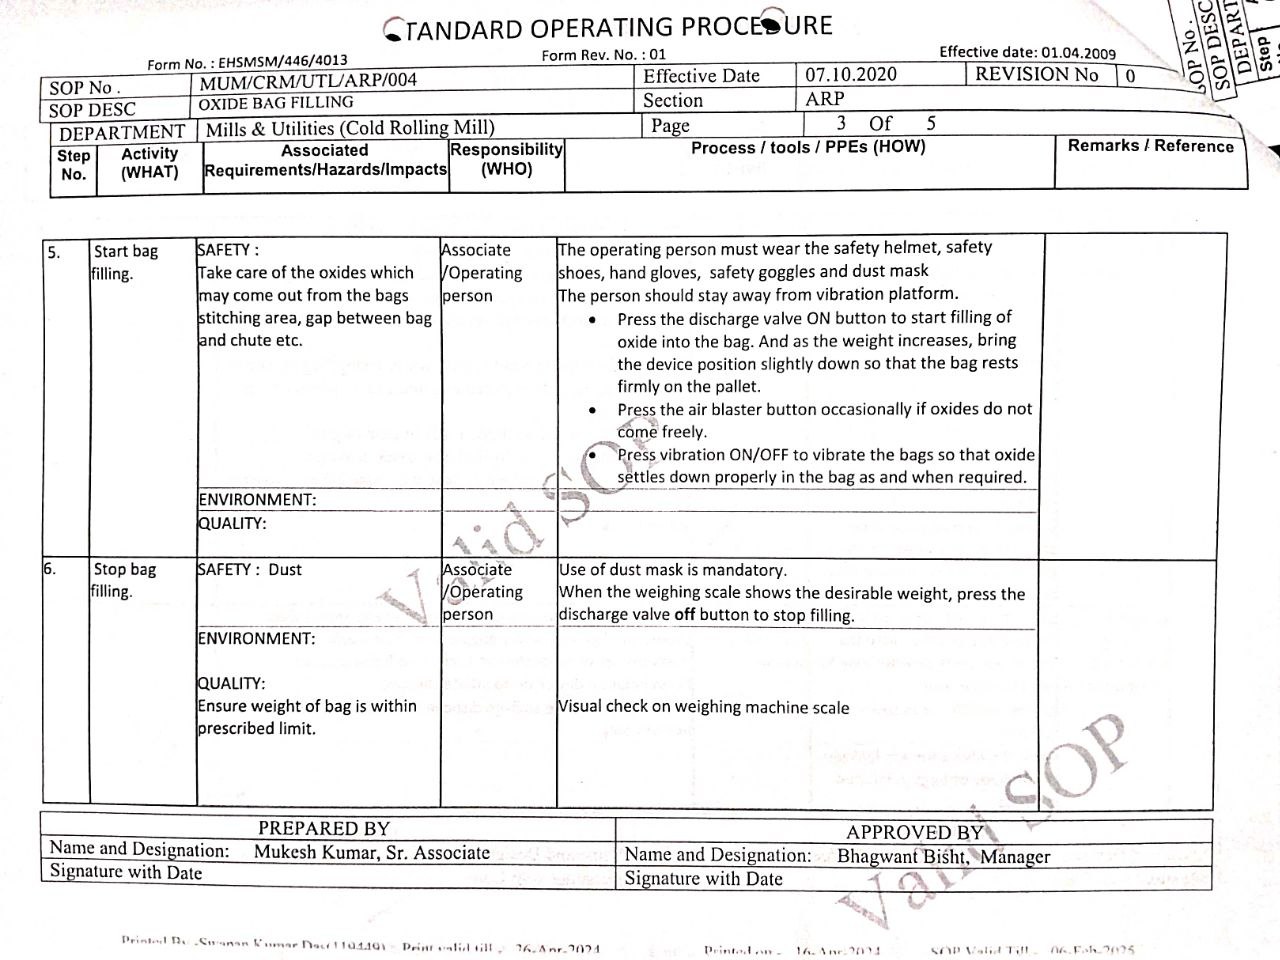 STANDARD OPERATING PROCEDURE
Form No. : EHSMSM/446/4013 Form Rev. No. : 01 Effective date: 01.04.2009
SOP No . MUM/CRM/UTL/ARP/004 Effective Date 07.10.2020 REVISION No 0
SOP DESC OXIDE BAG FILLING Section ARP
DEPARTMENT Mills & Utilities (Cold Rolling Mill) Page 3 Of 5
Step No. Activity (WHAT) Associated Requirements/Hazards/Impacts Responsibility (WHO) Process / tools / PPEs (HOW) Remarks / Reference
5. Start bag filling.
SAFETY :
Take care of the oxides which
may come out from the bags
stitching area, gap between bag
and chute etc.
Associate
/Operating
person
The operating person must wear the safety helmet, safety
shoes, hand gloves, safety goggles and dust mask
The person should stay away from vibration platform.
• Press the discharge valve ON button to start filling of
oxide into the bag. And as the weight increases, bring
the device position slightly down so that the bag rests
firmly on the pallet.
• Press the air blaster button occasionally if oxides do not
come freely.
• Press vibration ON/OFF to vibrate the bags so that oxide
settles down properly in the bag as and when required.
ENVIRONMENT:
QUALITY:
6. Stop bag filling.
SAFETY : Dust
Associate
/Operating
person
Use of dust mask is mandatory.
When the weighing scale shows the desirable weight, press the
discharge valve off button to stop filling.
ENVIRONMENT:
QUALITY:
Ensure weight of bag is within
prescribed limit.
Visual check on weighing machine scale
Valid SOP
Valid SOP
PREPARED BY APPROVED BY
Name and Designation: Mukesh Kumar, Sr. Associate Name and Designation: Bhagwant Bisht, Manager
Signature with Date Signature with Date
Print valid till , 26-Apr-2024 Printed on - 16-Apr-2024 SOP Valid Till - 06-Feb-2025
SOP No .
SOP DESC
DEPART
Step